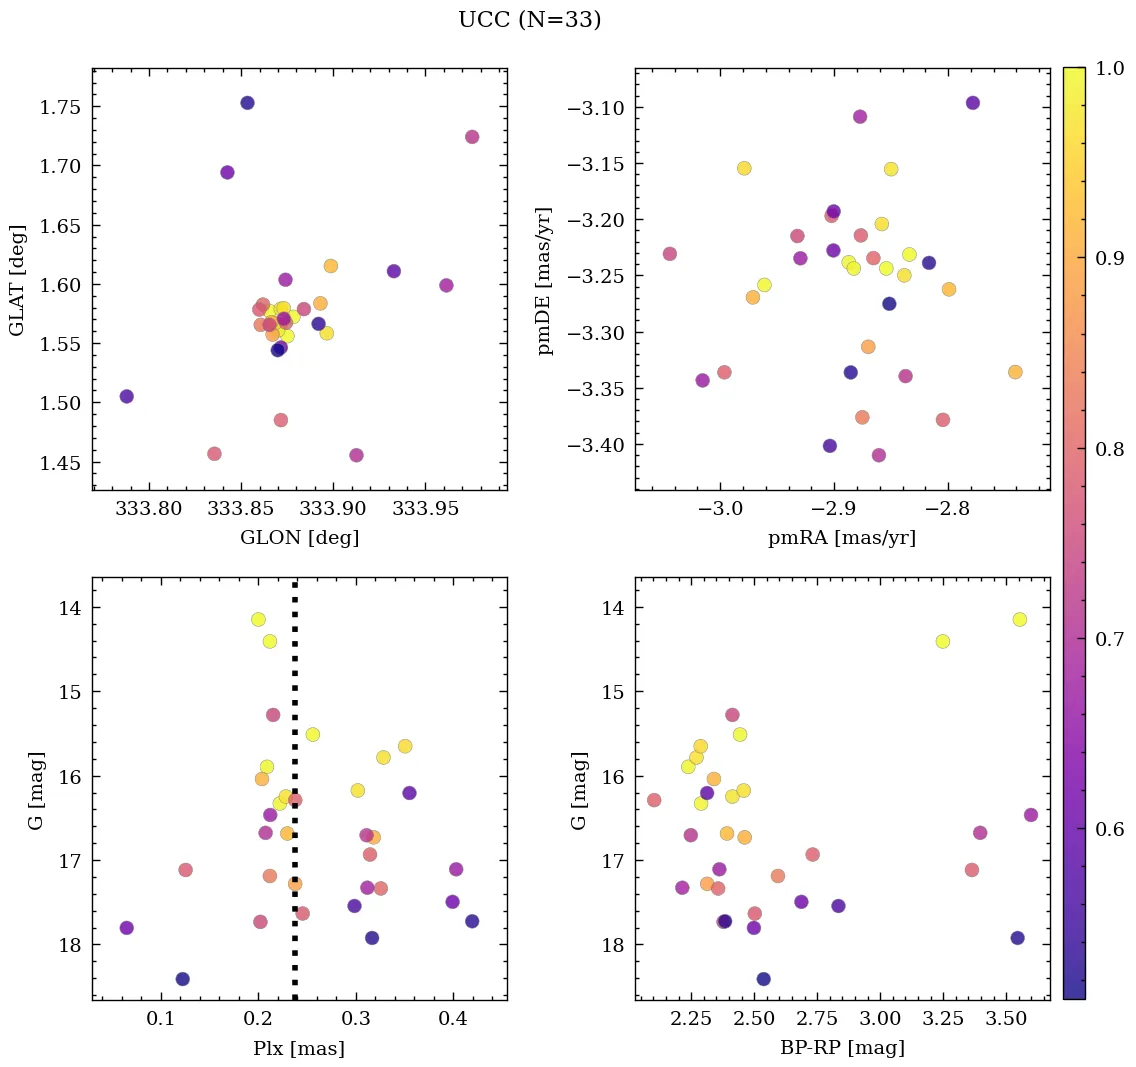 UCC (N=33)
1.75
1.70
1.65
1.60
1.55
1.50
1.45
GLAT [deg]
333.80 333.85 333.90 333.95
GLON [deg]
−3.10
−3.15
−3.20
−3.25
−3.30
−3.35
−3.40
pmDE [mas/yr]
−3.0 −2.9 −2.8
pmRA [mas/yr]
1.0
0.9
0.8
0.7
0.6
14
15
16
17
18
G [mag]
0.1 0.2 0.3 0.4
Plx [mas]
14
15
16
17
18
G [mag]
2.25 2.50 2.75 3.00 3.25 3.50
BP-RP [mag]